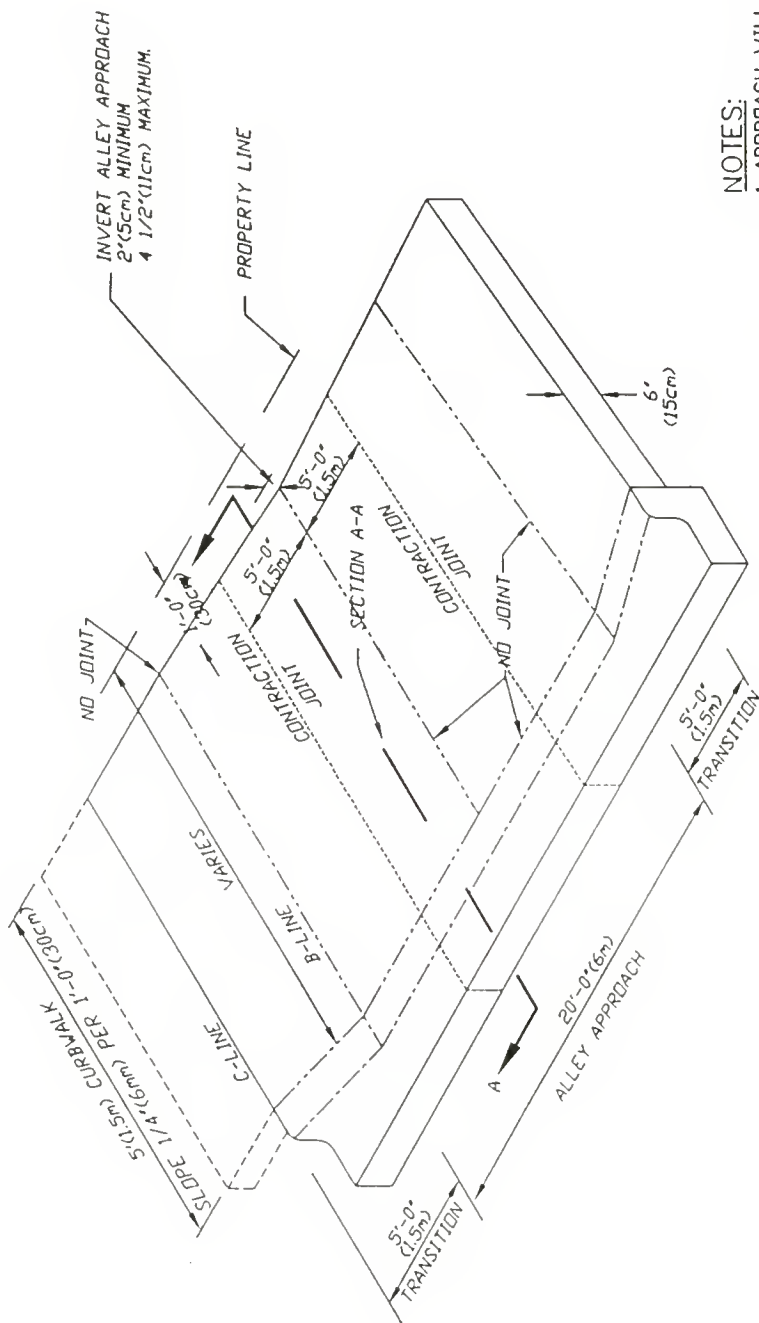 INVERT ALLEY APPROACH
2"(5cm) MINIMUM
4 1/2"(11cm) MAXIMUM.
PROPERTY LINE
NO JOINT
1'-0"
(30cm)
5'-0"
(1.5m)
5'-0"
(1.5m)
CONTRACTION
JOINT
SECTION A-A
CONTRACTION
JOINT
NO JOINT
6"
(15cm)
VARIES
B-LINE
C-LINE
5'(1.5m) CURBWALK
SLOPE 1/4"(6mm) PER 1'-0"(30cm)
A
5'-0"
(1.5m)
TRANSITION
20'-0"(6m)
ALLEY APPROACH
5'-0"
(1.5m)
TRANSITION
NOTES: